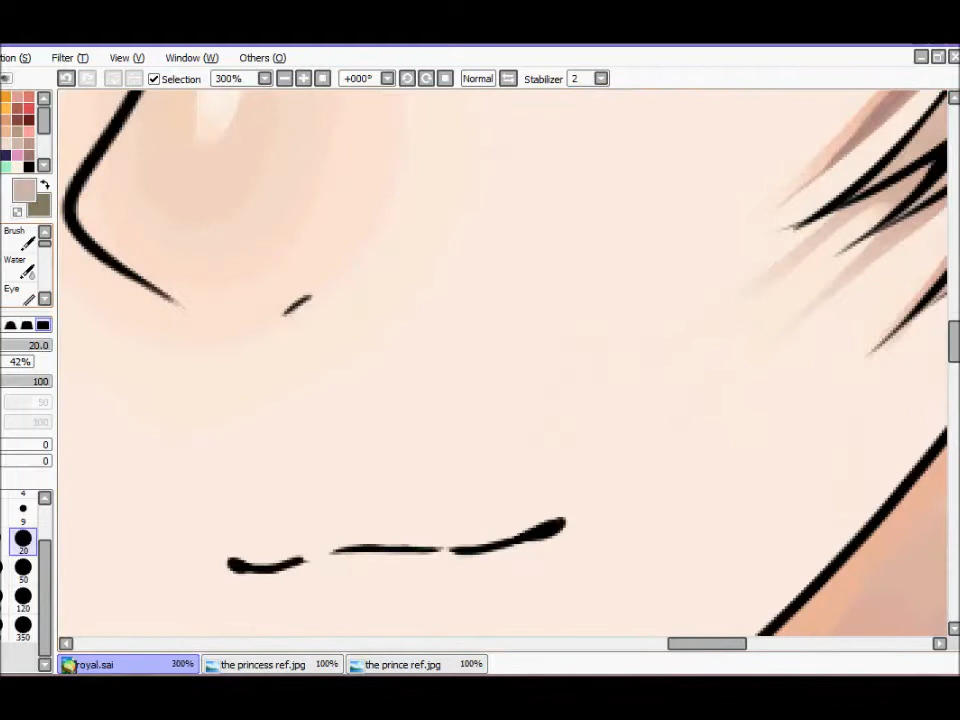 tion (S) Filter (T) View (V) Window (W) Others (O)
Selection 300% +000° Normal Stabilizer 2
Brush
Water
Eye
20.0
42%
100
50
100
0
0
4
9
20
50
120
350
royal.sai 300% the princess ref.jpg 100% the prince ref.jpg 100%